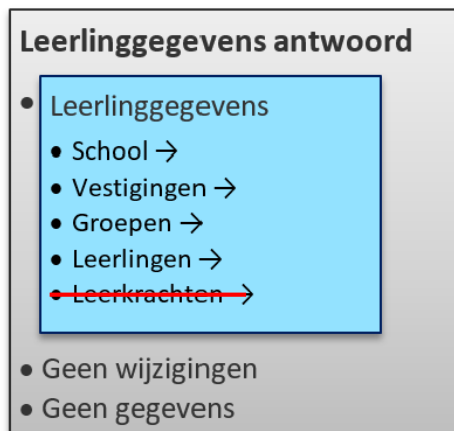 Leerlinggegevens antwoord
• Leerlinggegevens
• School →
• Vestigingen →
• Groepen →
• Leerlingen →
• Leerkrachten →
• Geen wijzigingen
• Geen gegevens